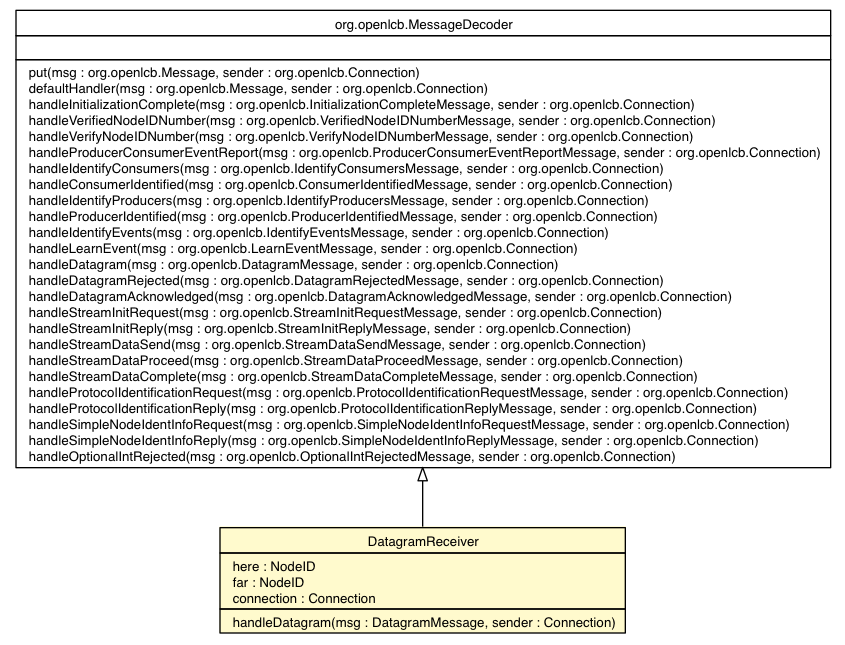 org.openlcb.MessageDecoder
put(msg : org.openlcb.Message, sender : org.openlcb.Connection)
defaultHandler(msg : org.openlcb.Message, sender : org.openlcb.Connection)
handleInitializationComplete(msg : org.openlcb.InitializationCompleteMessage, sender : org.openlcb.Connection)
handleVerifiedNodeIDNumber(msg : org.openlcb.VerifiedNodeIDNumberMessage, sender : org.openlcb.Connection)
handleVerifyNodeIDNumber(msg : org.openlcb.VerifyNodeIDNumberMessage, sender : org.openlcb.Connection)
handleProducerConsumerEventReport(msg : org.openlcb.ProducerConsumerEventReportMessage, sender : org.openlcb.Connection)
handleIdentifyConsumers(msg : org.openlcb.IdentifyConsumersMessage, sender : org.openlcb.Connection)
handleConsumerIdentified(msg : org.openlcb.ConsumerIdentifiedMessage, sender : org.openlcb.Connection)
handleIdentifyProducers(msg : org.openlcb.IdentifyProducersMessage, sender : org.openlcb.Connection)
handleProducerIdentified(msg : org.openlcb.ProducerIdentifiedMessage, sender : org.openlcb.Connection)
handleIdentifyEvents(msg : org.openlcb.IdentifyEventsMessage, sender : org.openlcb.Connection)
handleLearnEvent(msg : org.openlcb.LearnEventMessage, sender : org.openlcb.Connection)
handleDatagram(msg : org.openlcb.DatagramMessage, sender : org.openlcb.Connection)
handleDatagramRejected(msg : org.openlcb.DatagramRejectedMessage, sender : org.openlcb.Connection)
handleDatagramAcknowledged(msg : org.openlcb.DatagramAcknowledgedMessage, sender : org.openlcb.Connection)
handleStreamInitRequest(msg : org.openlcb.StreamInitRequestMessage, sender : org.openlcb.Connection)
handleStreamInitReply(msg : org.openlcb.StreamInitReplyMessage, sender : org.openlcb.Connection)
handleStreamDataSend(msg : org.openlcb.StreamDataSendMessage, sender : org.openlcb.Connection)
handleStreamDataProceed(msg : org.openlcb.StreamDataProceedMessage, sender : org.openlcb.Connection)
handleStreamDataComplete(msg : org.openlcb.StreamDataCompleteMessage, sender : org.openlcb.Connection)
handleProtocolIdentificationRequest(msg : org.openlcb.ProtocolIdentificationRequestMessage, sender : org.openlcb.Connection)
handleProtocolIdentificationReply(msg : org.openlcb.ProtocolIdentificationReplyMessage, sender : org.openlcb.Connection)
handleSimpleNodeIdentInfoRequest(msg : org.openlcb.SimpleNodeIdentInfoRequestMessage, sender : org.openlcb.Connection)
handleSimpleNodeIdentInfoReply(msg : org.openlcb.SimpleNodeIdentInfoReplyMessage, sender : org.openlcb.Connection)
handleOptionalIntRejected(msg : org.openlcb.OptionalIntRejectedMessage, sender : org.openlcb.Connection)
DatagramReceiver
here : NodeID
far : NodeID
connection : Connection
handleDatagram(msg : DatagramMessage, sender : Connection)